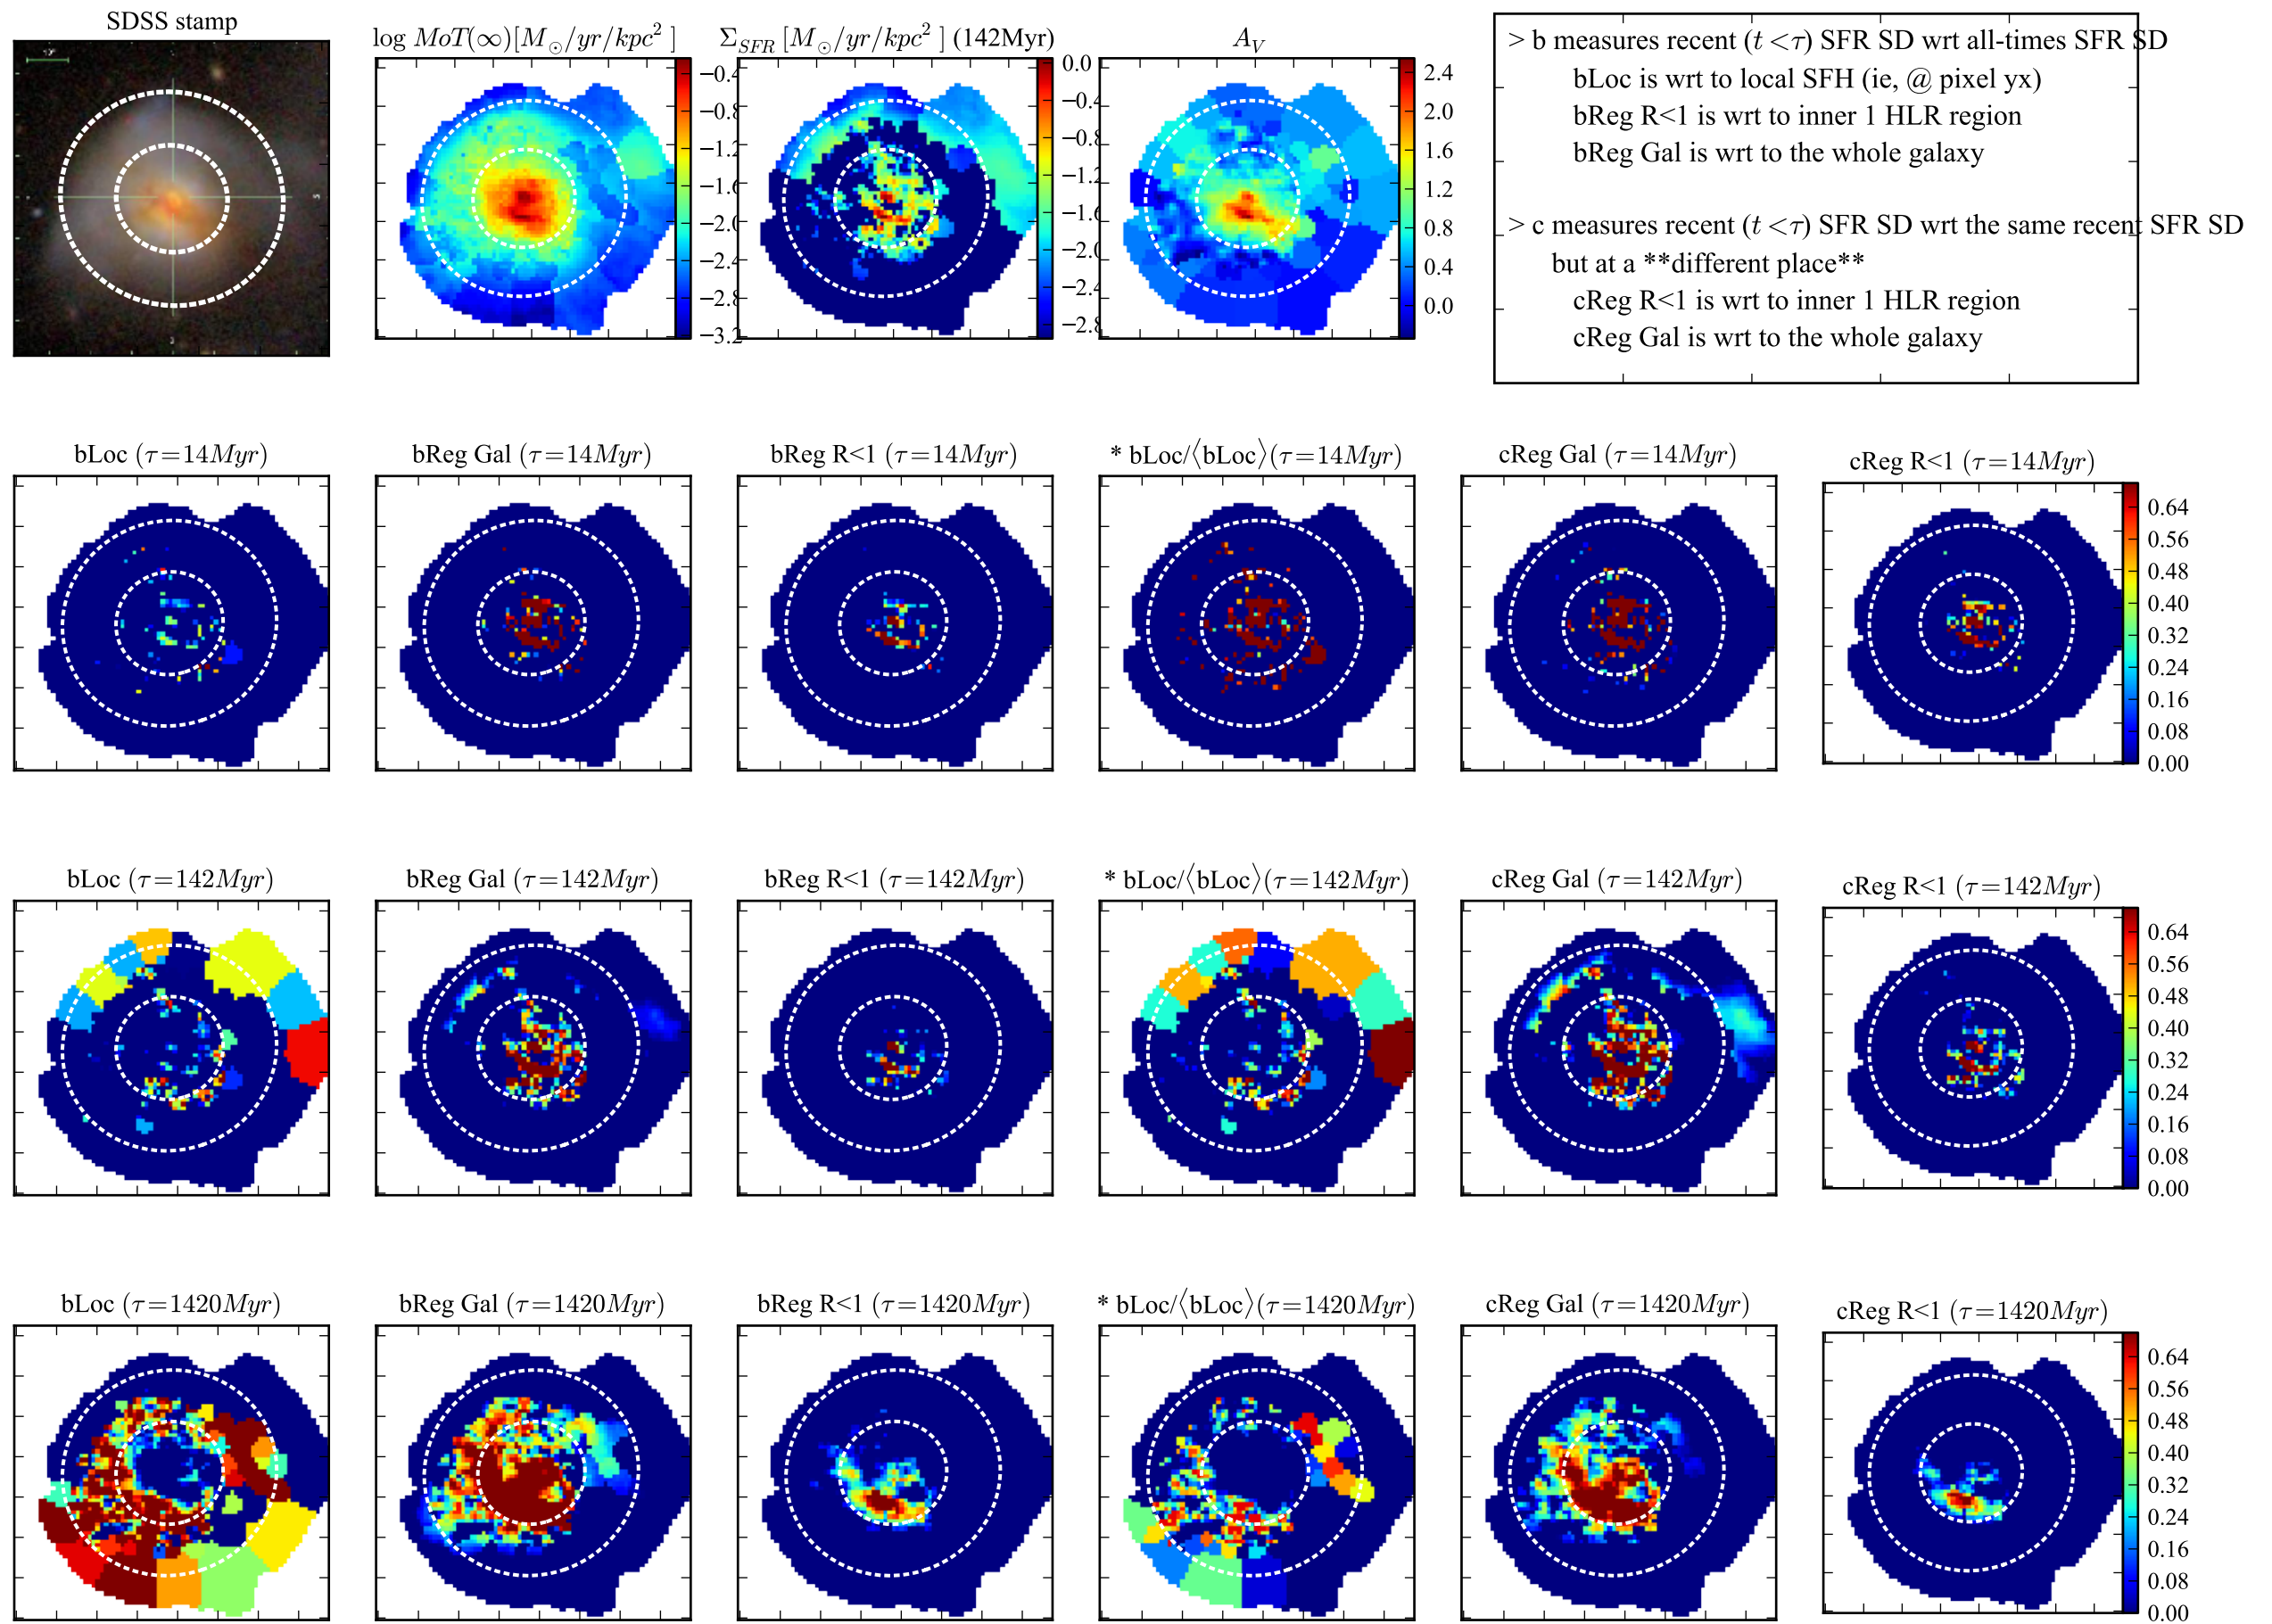 SDSS stamp
log MoT(∞)[M⊙/yr/kpc² ]
Σ_SFR [M⊙/yr/kpc² ] (142Myr)
A_V
−0.4
−0.8
−1.2
−1.6
−2.0
−2.4
−2.8
−3.2
0.0
−0.4
−0.8
−1.2
−1.6
−2.0
−2.4
−2.8
2.4
2.0
1.6
1.2
0.8
0.4
0.0
> b measures recent (t <τ) SFR SD wrt all-times SFR SD
bLoc is wrt to local SFH (ie, @ pixel yx)
bReg R<1 is wrt to inner 1 HLR region
bReg Gal is wrt to the whole galaxy
> c measures recent (t <τ) SFR SD wrt the same recent SFR SD
but at a **different place**
cReg R<1 is wrt to inner 1 HLR region
cReg Gal is wrt to the whole galaxy
bLoc (τ=14Myr)
bReg Gal (τ=14Myr)
bReg R<1 (τ=14Myr)
* bLoc/⟨bLoc⟩(τ=14Myr)
cReg Gal (τ=14Myr)
cReg R<1 (τ=14Myr)
0.64
0.56
0.48
0.40
0.32
0.24
0.16
0.08
0.00
bLoc (τ=142Myr)
bReg Gal (τ=142Myr)
bReg R<1 (τ=142Myr)
* bLoc/⟨bLoc⟩(τ=142Myr)
cReg Gal (τ=142Myr)
cReg R<1 (τ=142Myr)
0.64
0.56
0.48
0.40
0.32
0.24
0.16
0.08
0.00
bLoc (τ=1420Myr)
bReg Gal (τ=1420Myr)
bReg R<1 (τ=1420Myr)
* bLoc/⟨bLoc⟩(τ=1420Myr)
cReg Gal (τ=1420Myr)
cReg R<1 (τ=1420Myr)
0.64
0.56
0.48
0.40
0.32
0.24
0.16
0.08
0.00